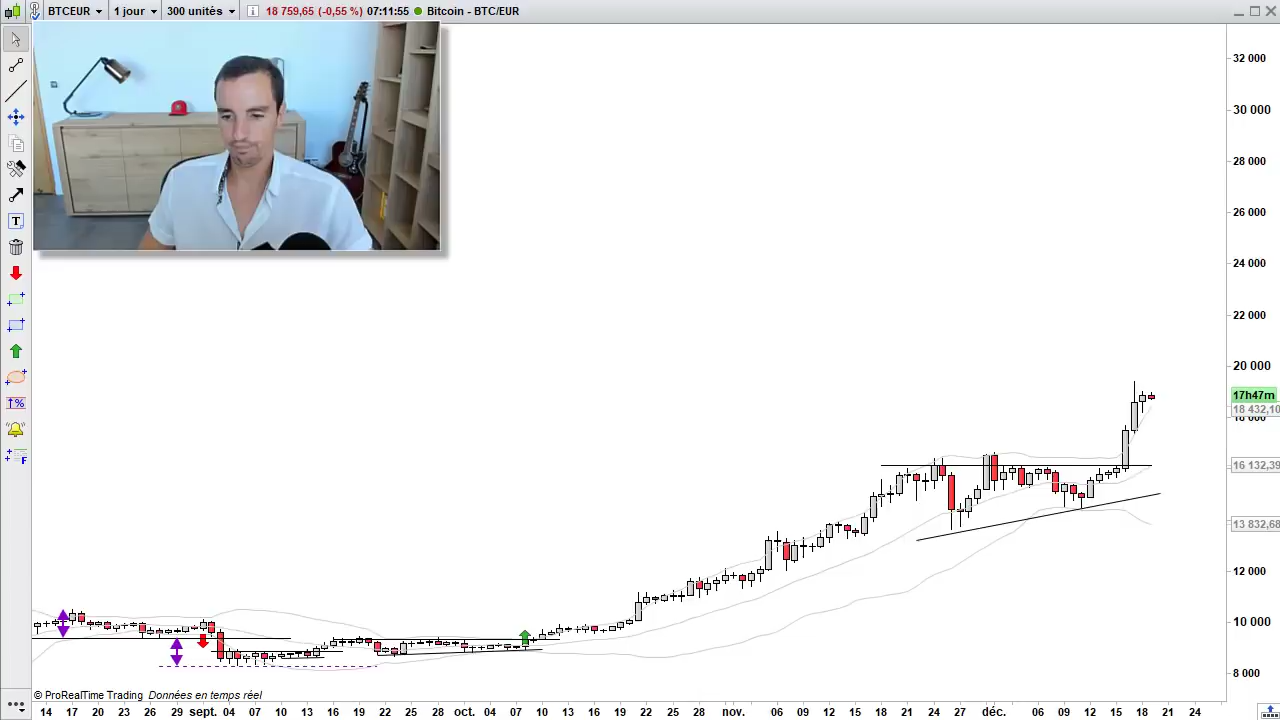 BTCEUR 1 jour 300 unités 18 759,65 (-0,55 %) 07:11:55 Bitcoin - BTC/EUR
32 000
30 000
28 000
26 000
24 000
22 000
20 000
17h47m
18 432,10
18 000
16 132,39
13 832,68
12 000
10 000
8 000
T
%
F
© ProRealTime Trading Données en temps réel
14 17 20 23 26 29 sept. 04 07 10 13 16 19 22 25 28 oct. 04 07 10 13 16 19 22 25 28 nov. 06 09 12 15 18 21 24 27 déc. 06 09 12 15 18 21 24